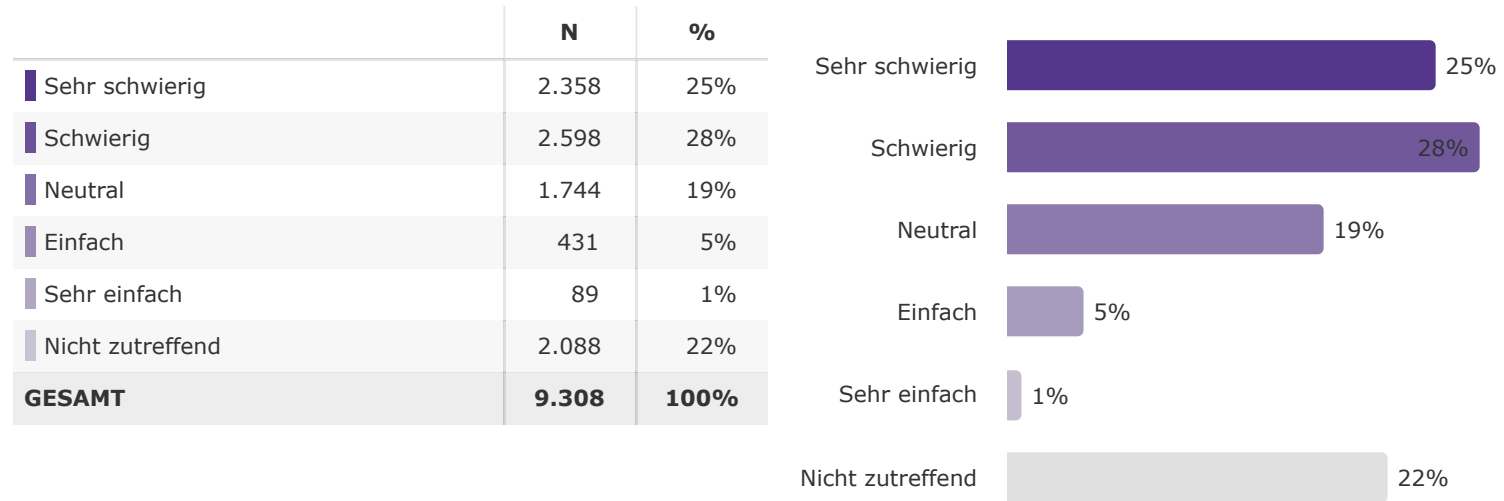 N %
Sehr schwierig 2.358 25%
Schwierig 2.598 28%
Neutral 1.744 19%
Einfach 431 5%
Sehr einfach 89 1%
Nicht zutreffend 2.088 22%
GESAMT 9.308 100%
Sehr schwierig 25%
Schwierig 28%
Neutral 19%
Einfach 5%
Sehr einfach 1%
Nicht zutreffend 22%